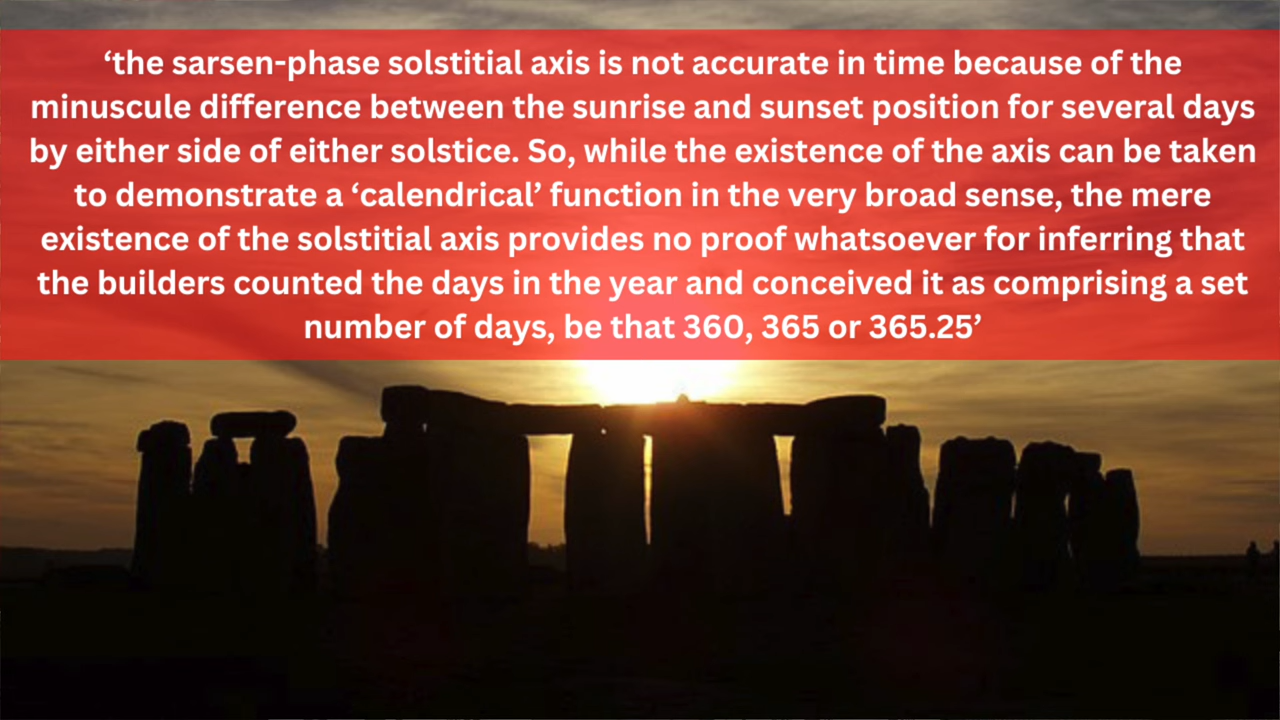 ‘the sarsen-phase solstitial axis is not accurate in time because of the
minuscule difference between the sunrise and sunset position for several days
by either side of either solstice. So, while the existence of the axis can be taken
to demonstrate a ‘calendrical’ function in the very broad sense, the mere
existence of the solstitial axis provides no proof whatsoever for inferring that
the builders counted the days in the year and conceived it as comprising a set
number of days, be that 360, 365 or 365.25’